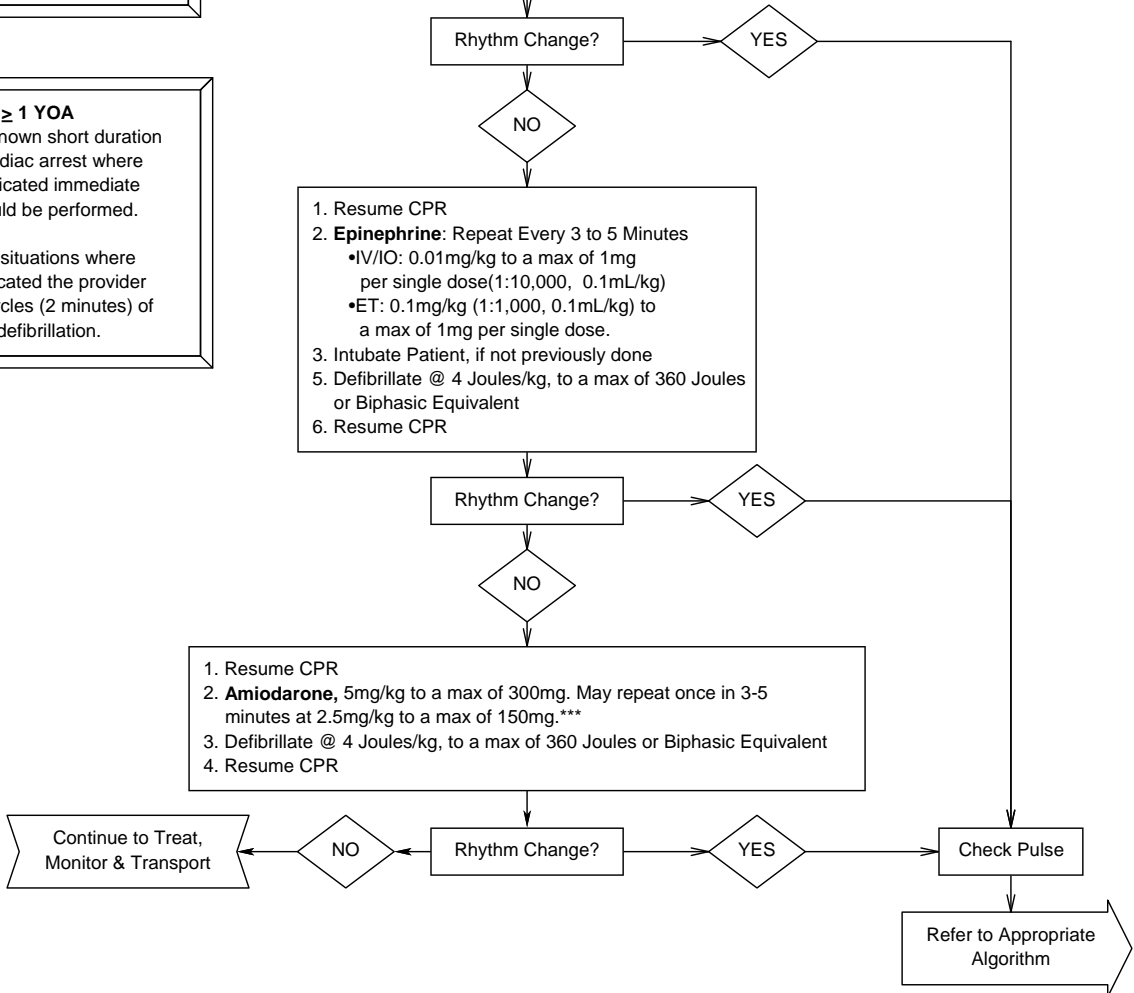 Rhythm Change?
YES
NO
≥ 1 YOA
nown short duration
diac arrest where
icated immediate
uld be performed.
situations where
cated the provider
cles (2 minutes) of
defibrillation.
1. Resume CPR
2. Epinephrine: Repeat Every 3 to 5 Minutes
•IV/IO: 0.01mg/kg to a max of 1mg
per single dose(1:10,000, 0.1mL/kg)
•ET: 0.1mg/kg (1:1,000, 0.1mL/kg) to
a max of 1mg per single dose.
3. Intubate Patient, if not previously done
5. Defibrillate @ 4 Joules/kg, to a max of 360 Joules
or Biphasic Equivalent
6. Resume CPR
Rhythm Change?
YES
NO
1. Resume CPR
2. Amiodarone, 5mg/kg to a max of 300mg. May repeat once in 3-5
minutes at 2.5mg/kg to a max of 150mg.***
3. Defibrillate @ 4 Joules/kg, to a max of 360 Joules or Biphasic Equivalent
4. Resume CPR
Continue to Treat,
Monitor & Transport
NO
Rhythm Change?
YES
Check Pulse
Refer to Appropriate
Algorithm